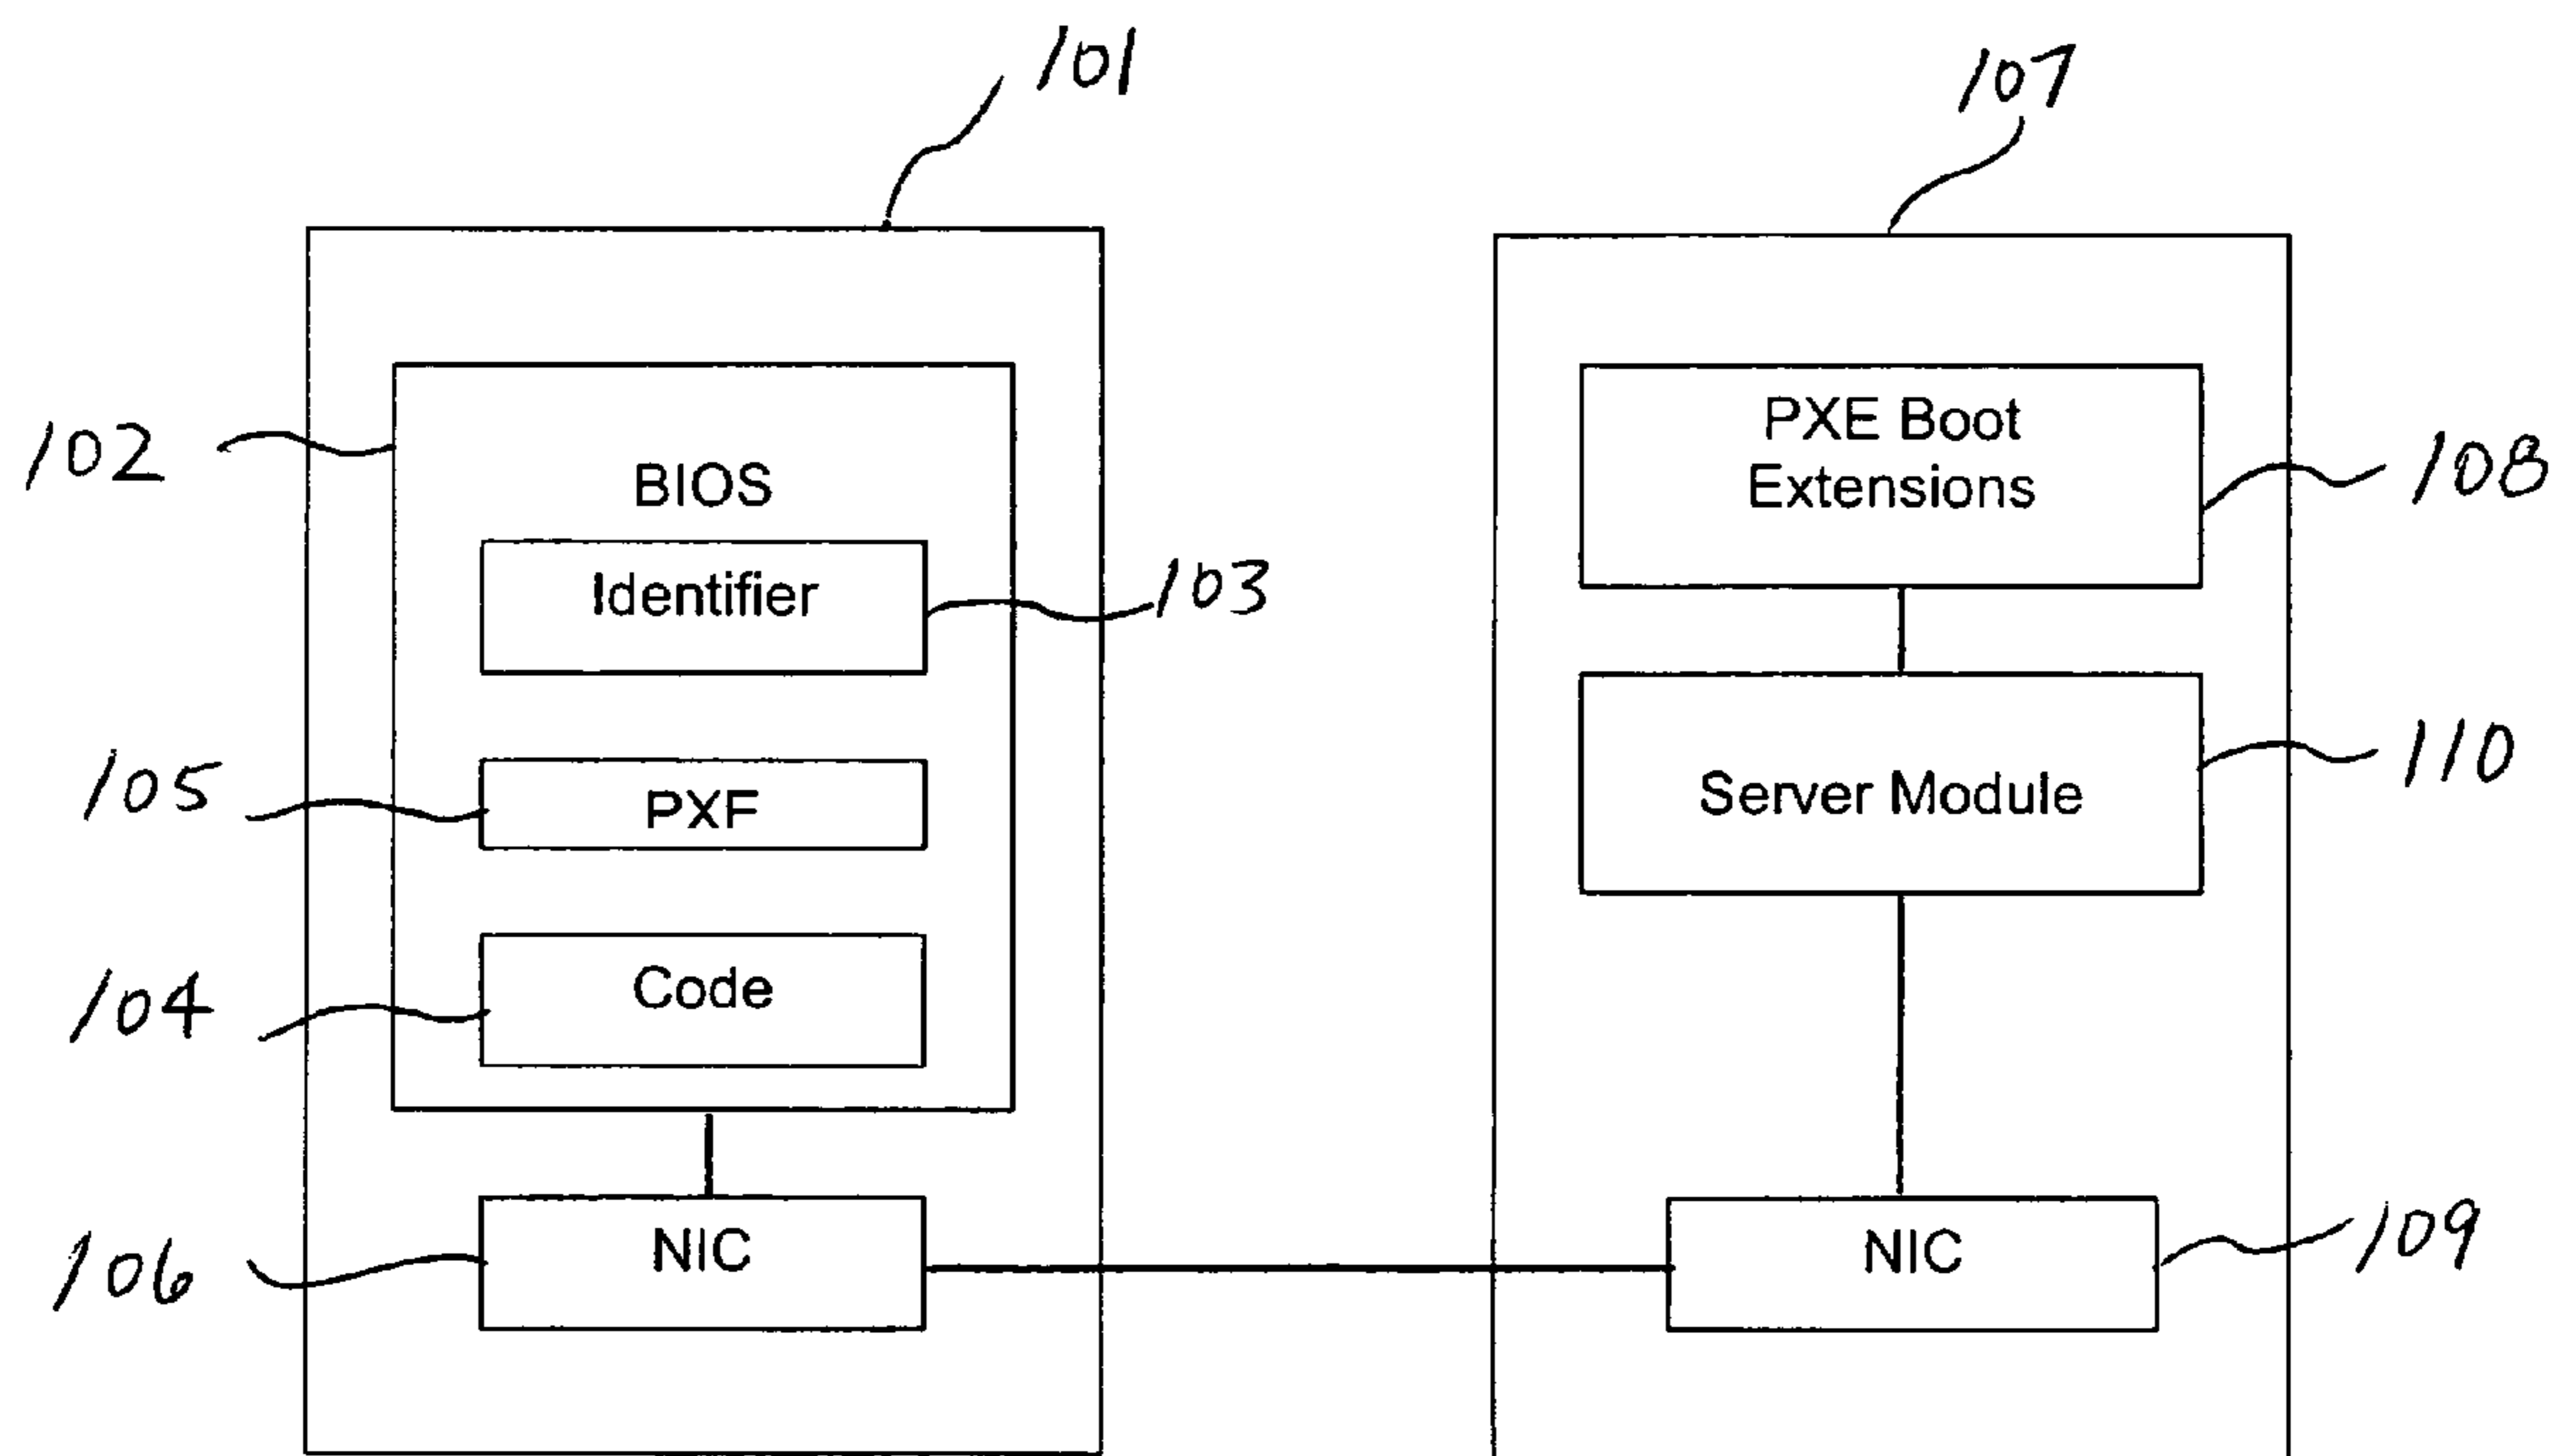 101
107
102
BIOS
PXE Boot
Extensions
108
Identifier
103
105
PXF
Server Module
110
104
Code
106
NIC
NIC
109